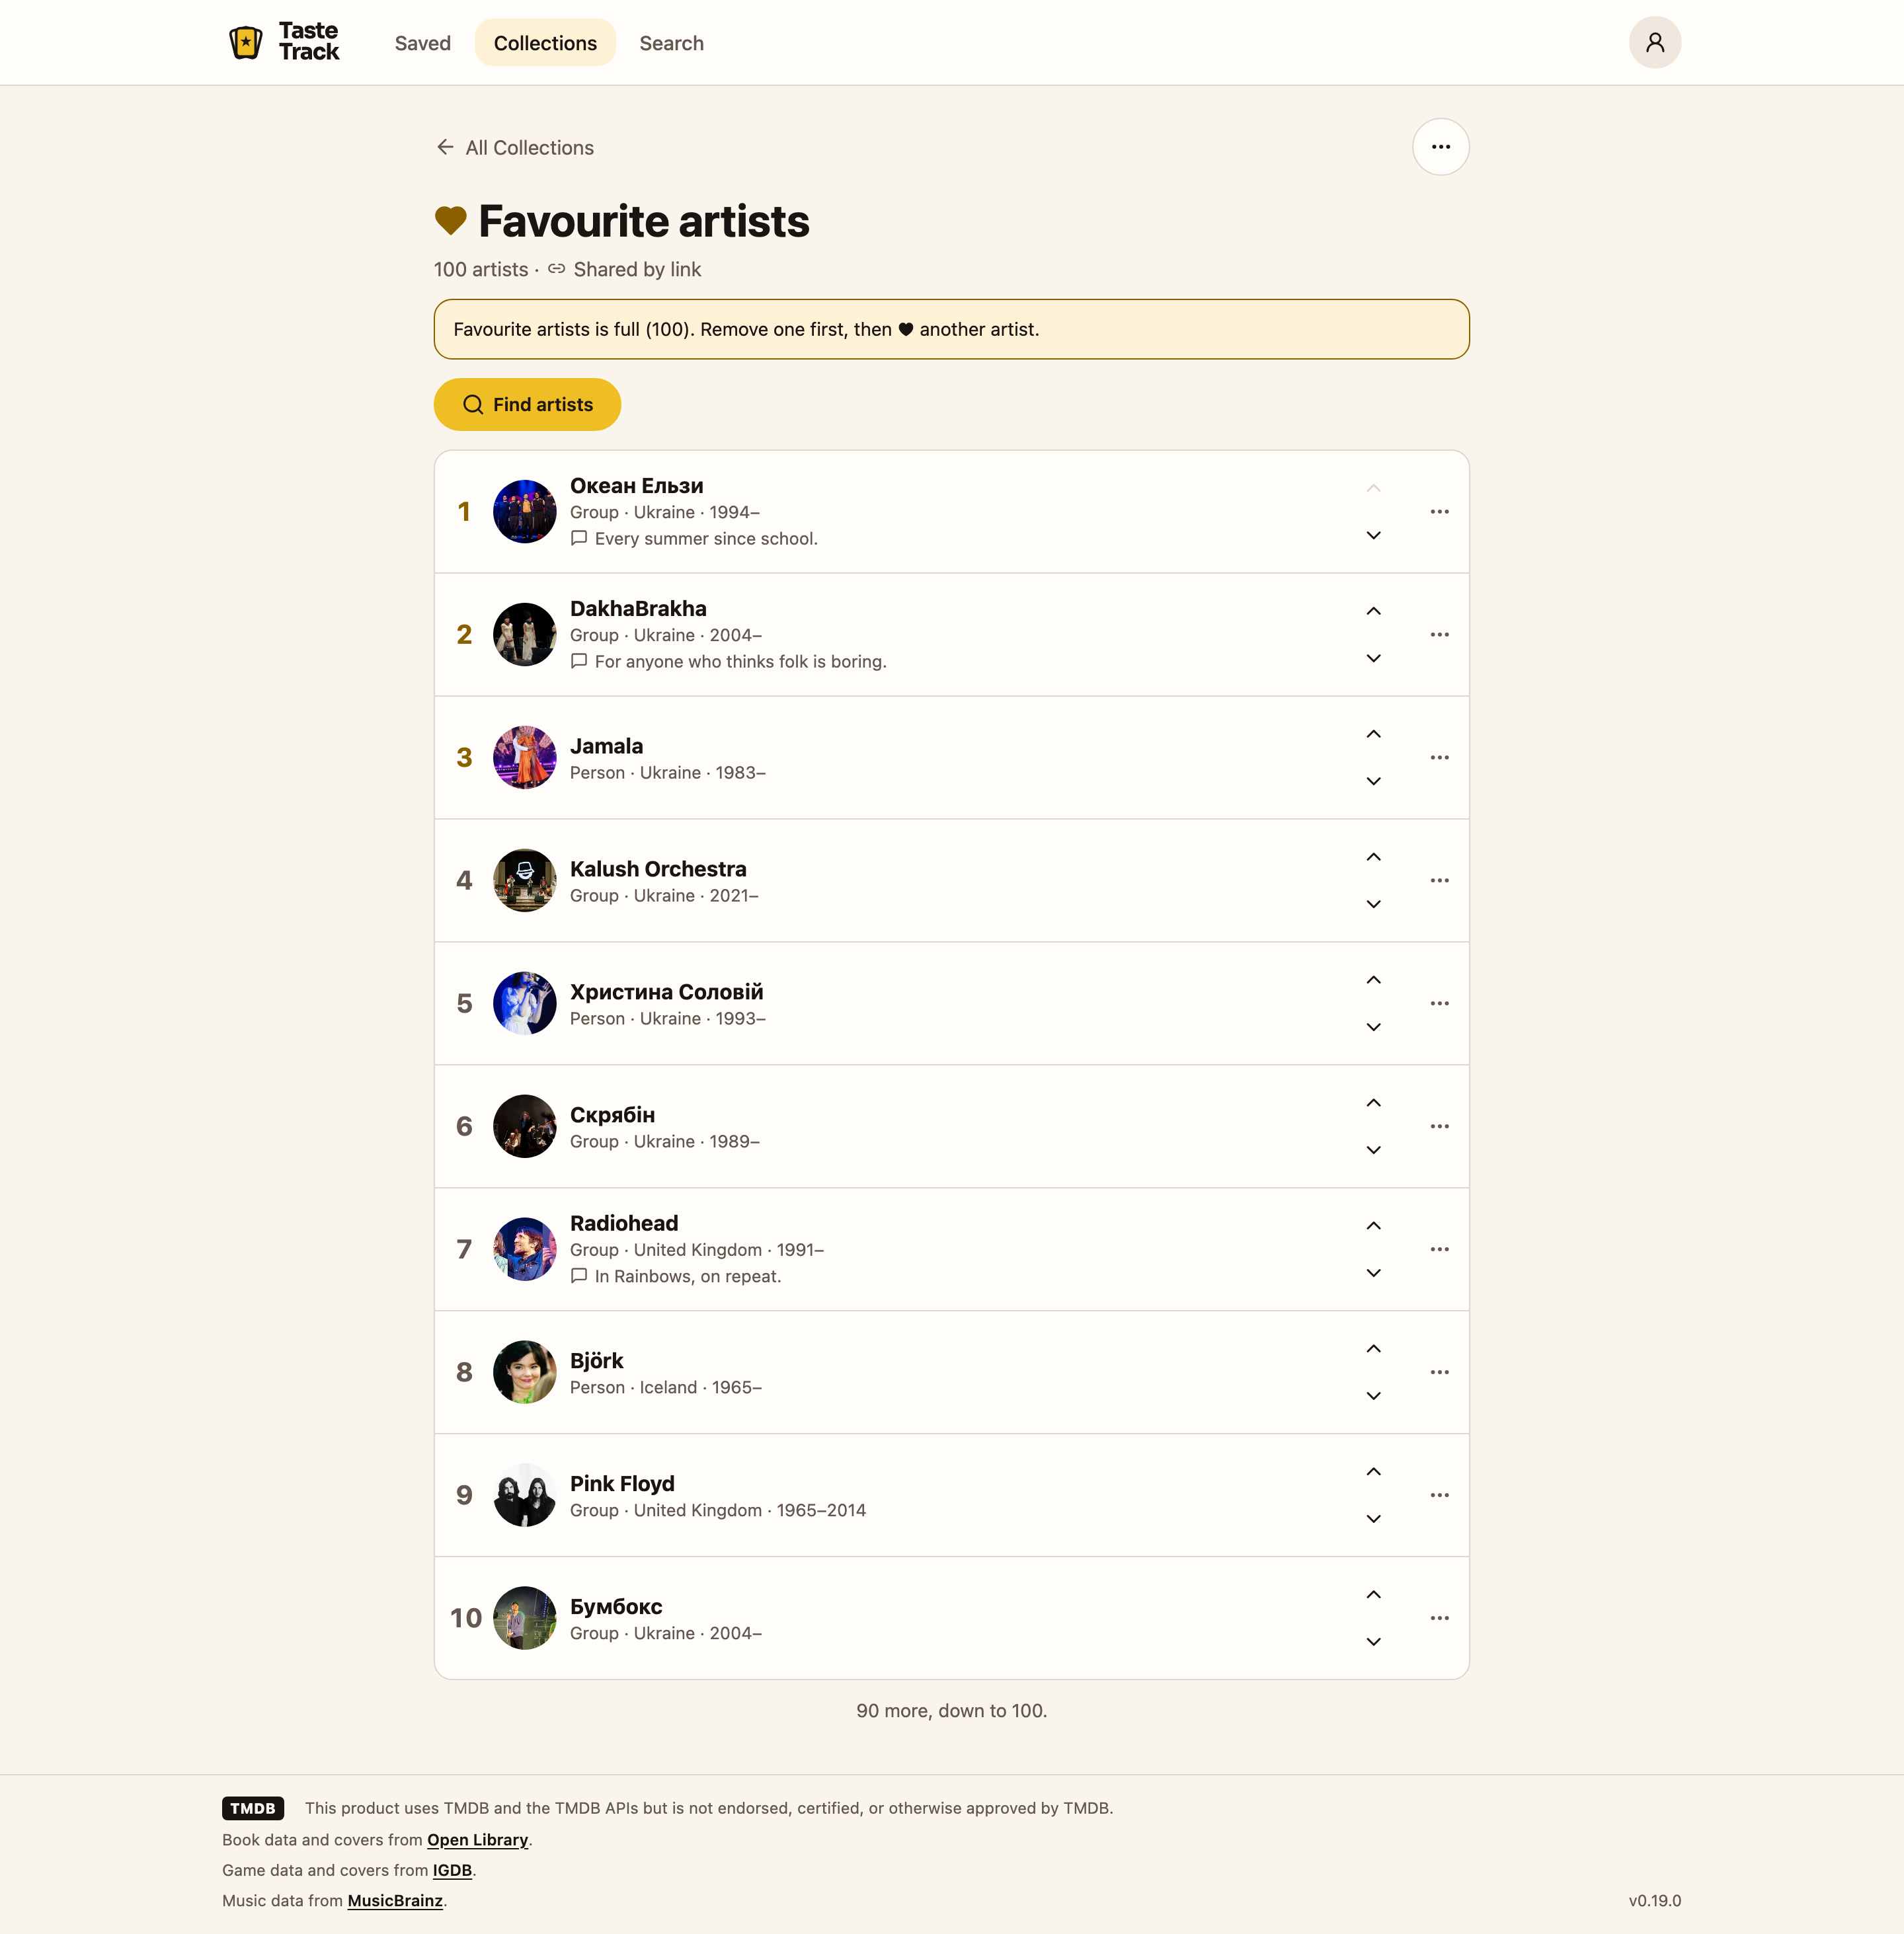 Taste
Track
Saved
Collections
Search
All Collections
Favourite artists
100 artists · Shared by link
Favourite artists is full (100). Remove one first, then ♥ another artist.
Find artists
1
Океан Ельзи
Group · Ukraine · 1994–
Every summer since school.
2
DakhaBrakha
Group · Ukraine · 2004–
For anyone who thinks folk is boring.
3
Jamala
Person · Ukraine · 1983–
4
Kalush Orchestra
Group · Ukraine · 2021–
5
Христина Соловій
Person · Ukraine · 1993–
6
Скрябін
Group · Ukraine · 1989–
7
Radiohead
Group · United Kingdom · 1991–
In Rainbows, on repeat.
8
Björk
Person · Iceland · 1965–
9
Pink Floyd
Group · United Kingdom · 1965–2014
10
Бумбокс
Group · Ukraine · 2004–
90 more, down to 100.
TMDB This product uses TMDB and the TMDB APIs but is not endorsed, certified, or otherwise approved by TMDB.
Book data and covers from Open Library.
Game data and covers from IGDB.
Music data from MusicBrainz.
v0.19.0